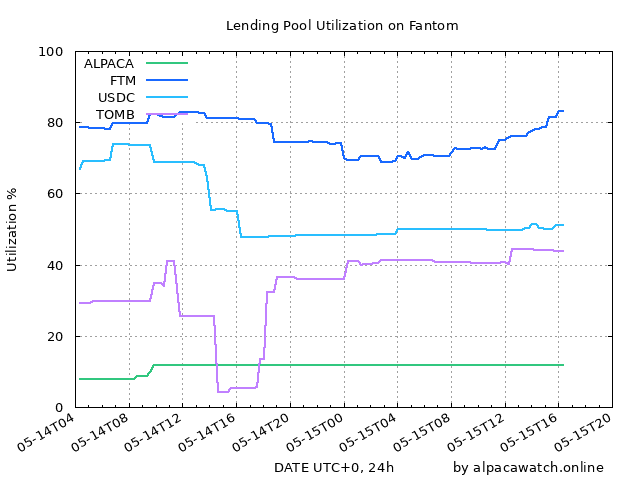 Lending Pool Utilization on Fantom
Utilization %
100
80
60
40
20
0
ALPACA
FTM
USDC
TOMB
05-14T04
05-14T08
05-14T12
05-14T16
05-14T20
05-15T00
05-15T04
05-15T08
05-15T12
05-15T16
05-15T20
DATE UTC+0, 24h
by alpacawatch.online